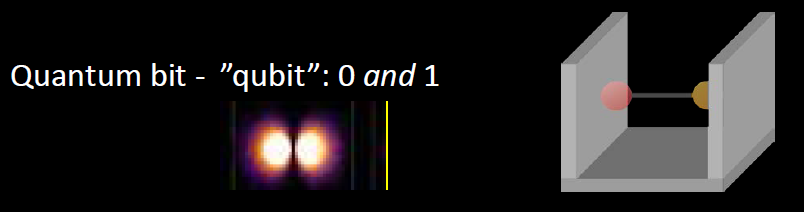 Quantum bit - ”qubit”: 0 and 1